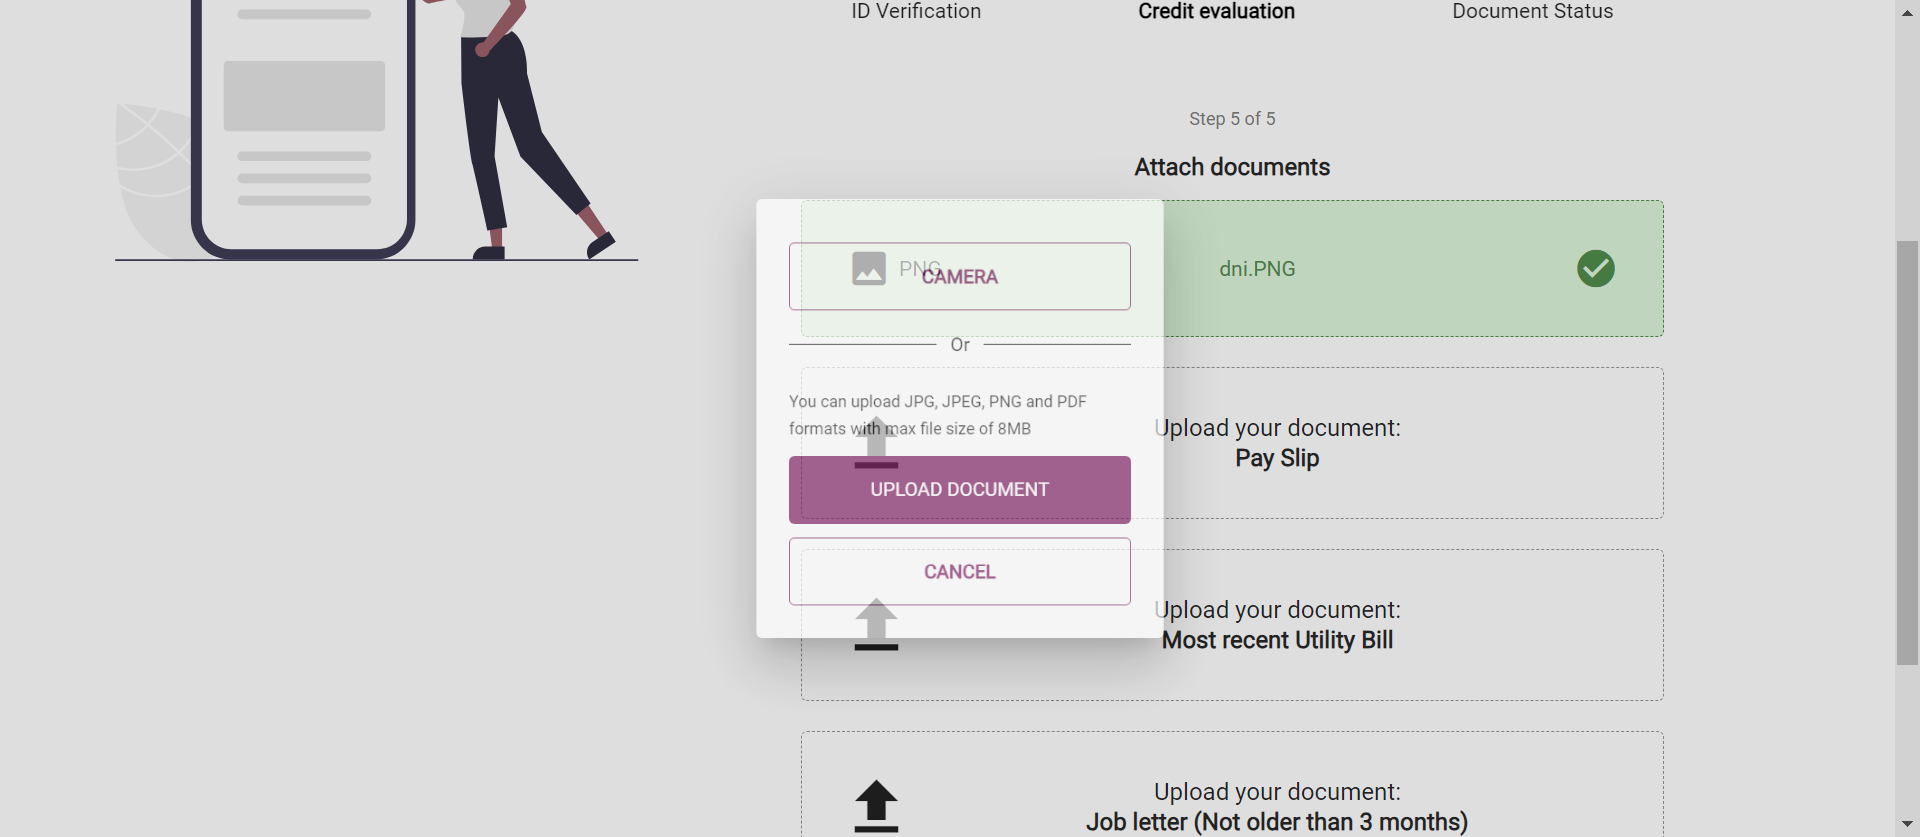 ID Verification
Credit evaluation
Document Status
Step 5 of 5
Attach documents
PNG
dni.PNG
CAMERA
Or
You can upload JPG, JPEG, PNG and PDF
formats with max file size of 8MB
UPLOAD DOCUMENT
CANCEL
Upload your document:
Pay Slip
Upload your document:
Most recent Utility Bill
Upload your document:
Job letter (Not older than 3 months)